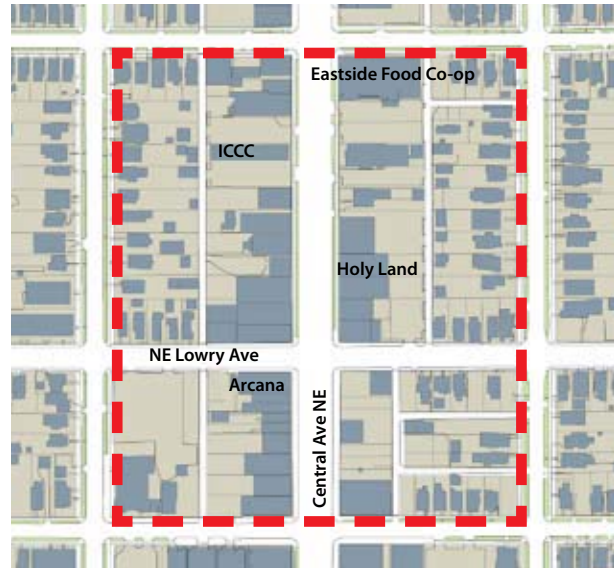 Eastside Food Co-op
ICCC
Holy Land
NE Lowry Ave
Arcana
Central Ave NE